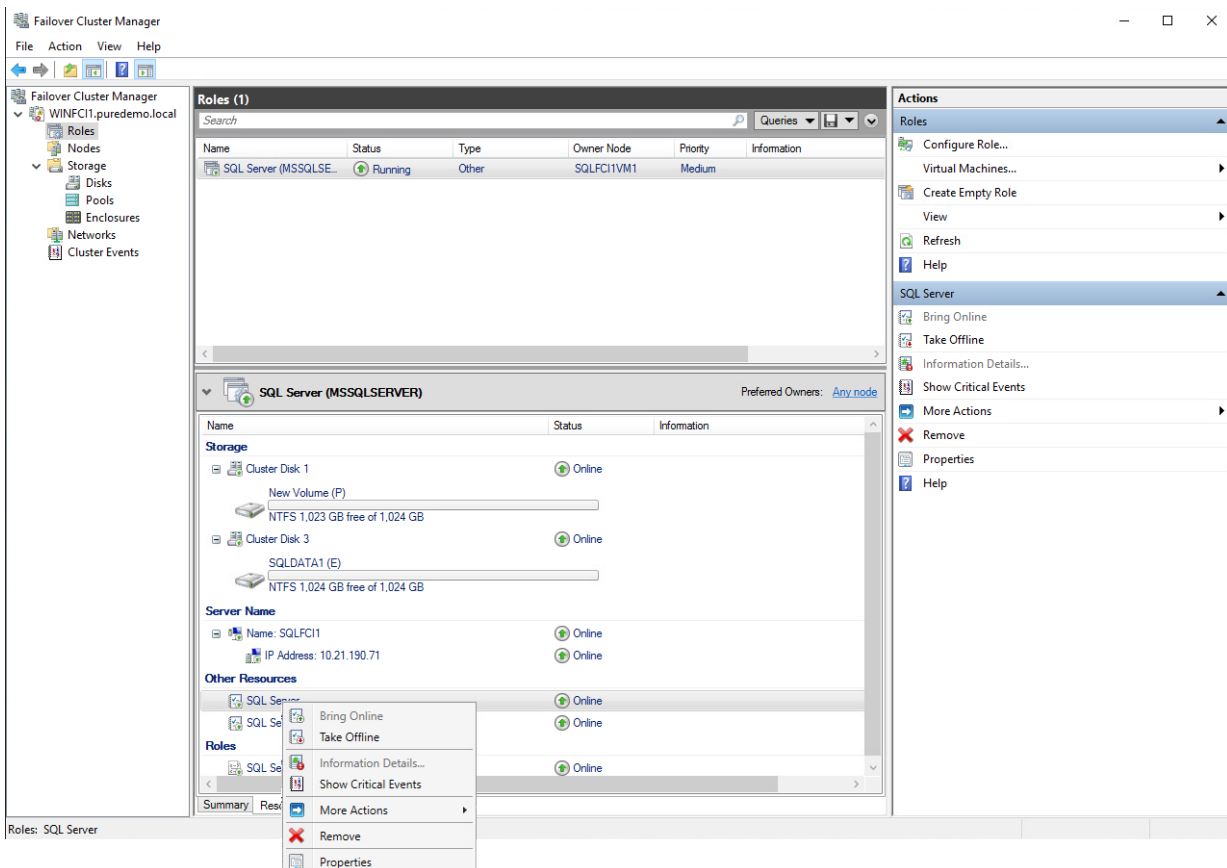 Failover Cluster Manager
File Action View Help
Failover Cluster Manager
WINFCI1.puredemo.local
Roles
Nodes
Storage
Disks
Pools
Enclosures
Networks
Cluster Events
Roles (1)
Search
Queries
Name Status Type Owner Node Priority Information
SQL Server (MSSQLSE... Running Other SQLFCI1VM1 Medium
SQL Server (MSSQLSERVER) Preferred Owners: Any node
Name Status Information
Storage
Cluster Disk 1 Online
New Volume (P)
NTFS 1,023 GB free of 1,024 GB
Cluster Disk 3 Online
SQLDATA1 (E)
NTFS 1,024 GB free of 1,024 GB
Server Name
Name: SQLFCI1 Online
IP Address: 10.21.190.71 Online
Other Resources
SQL Server Online
SQL Se Online
Roles
SQL Se Online
Bring Online
Take Offline
Information Details...
Show Critical Events
More Actions
Remove
Properties
Summary Reso
Roles: SQL Server
Actions
Roles
Configure Role...
Virtual Machines...
Create Empty Role
View
Refresh
Help
SQL Server
Bring Online
Take Offline
Information Details...
Show Critical Events
More Actions
Remove
Properties
Help